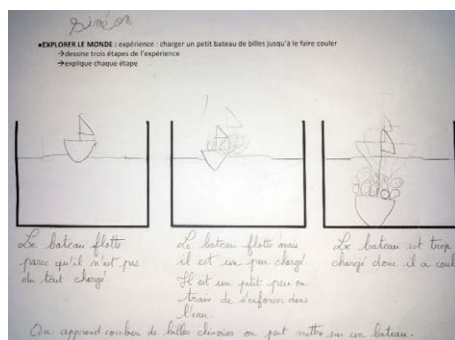 Siméon
●EXPLORER LE MONDE : expérience : charger un petit bateau de billes jusqu'à le faire couler
→dessine trois étapes de l'expérience
→explique chaque étape
Le bateau flotte
parce qu'il n'est pas
du tout chargé
Le bateau flotte mais
il est un peu chargé.
Il est un petit peu en
train de s'enfoncer dans
l'eau.
Le bateau est trop
chargé donc il a coul
On apprend combien de billes chinoises on peut mettre sur un bateau.